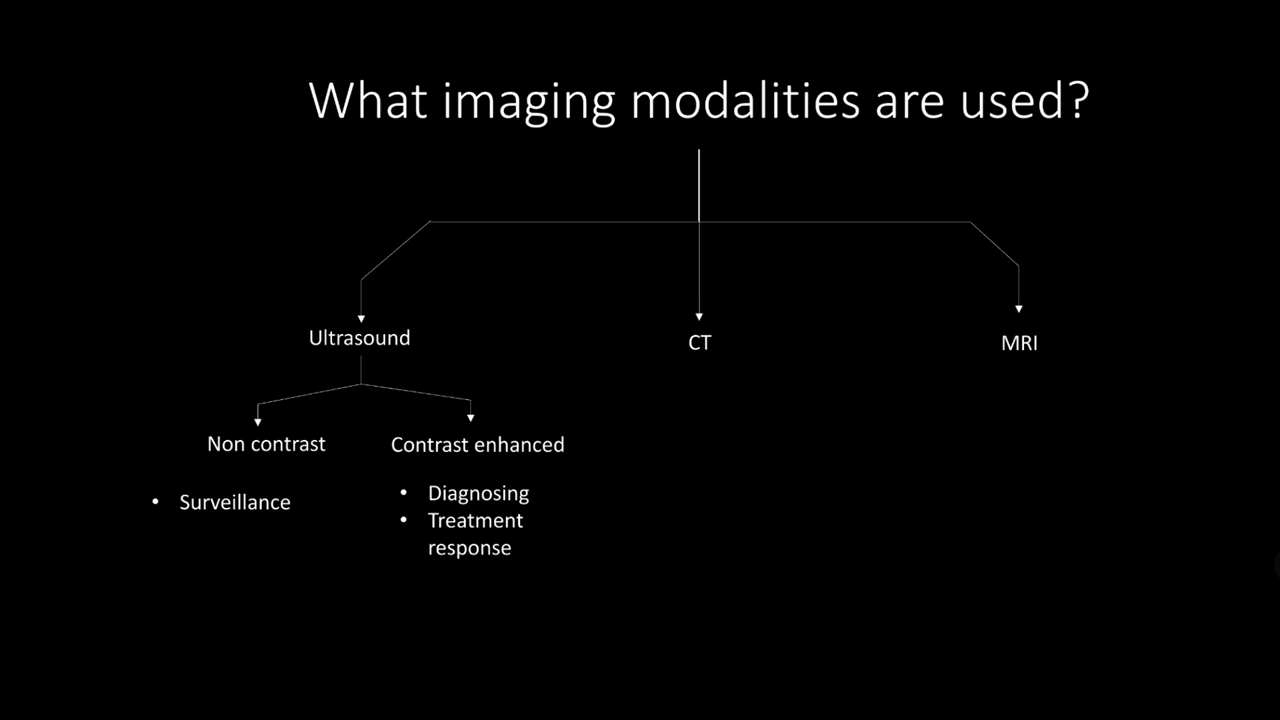 What imaging modalities are used?
Ultrasound
CT
MRI
Non contrast
Contrast enhanced
• Surveillance
• Diagnosing
• Treatment
response